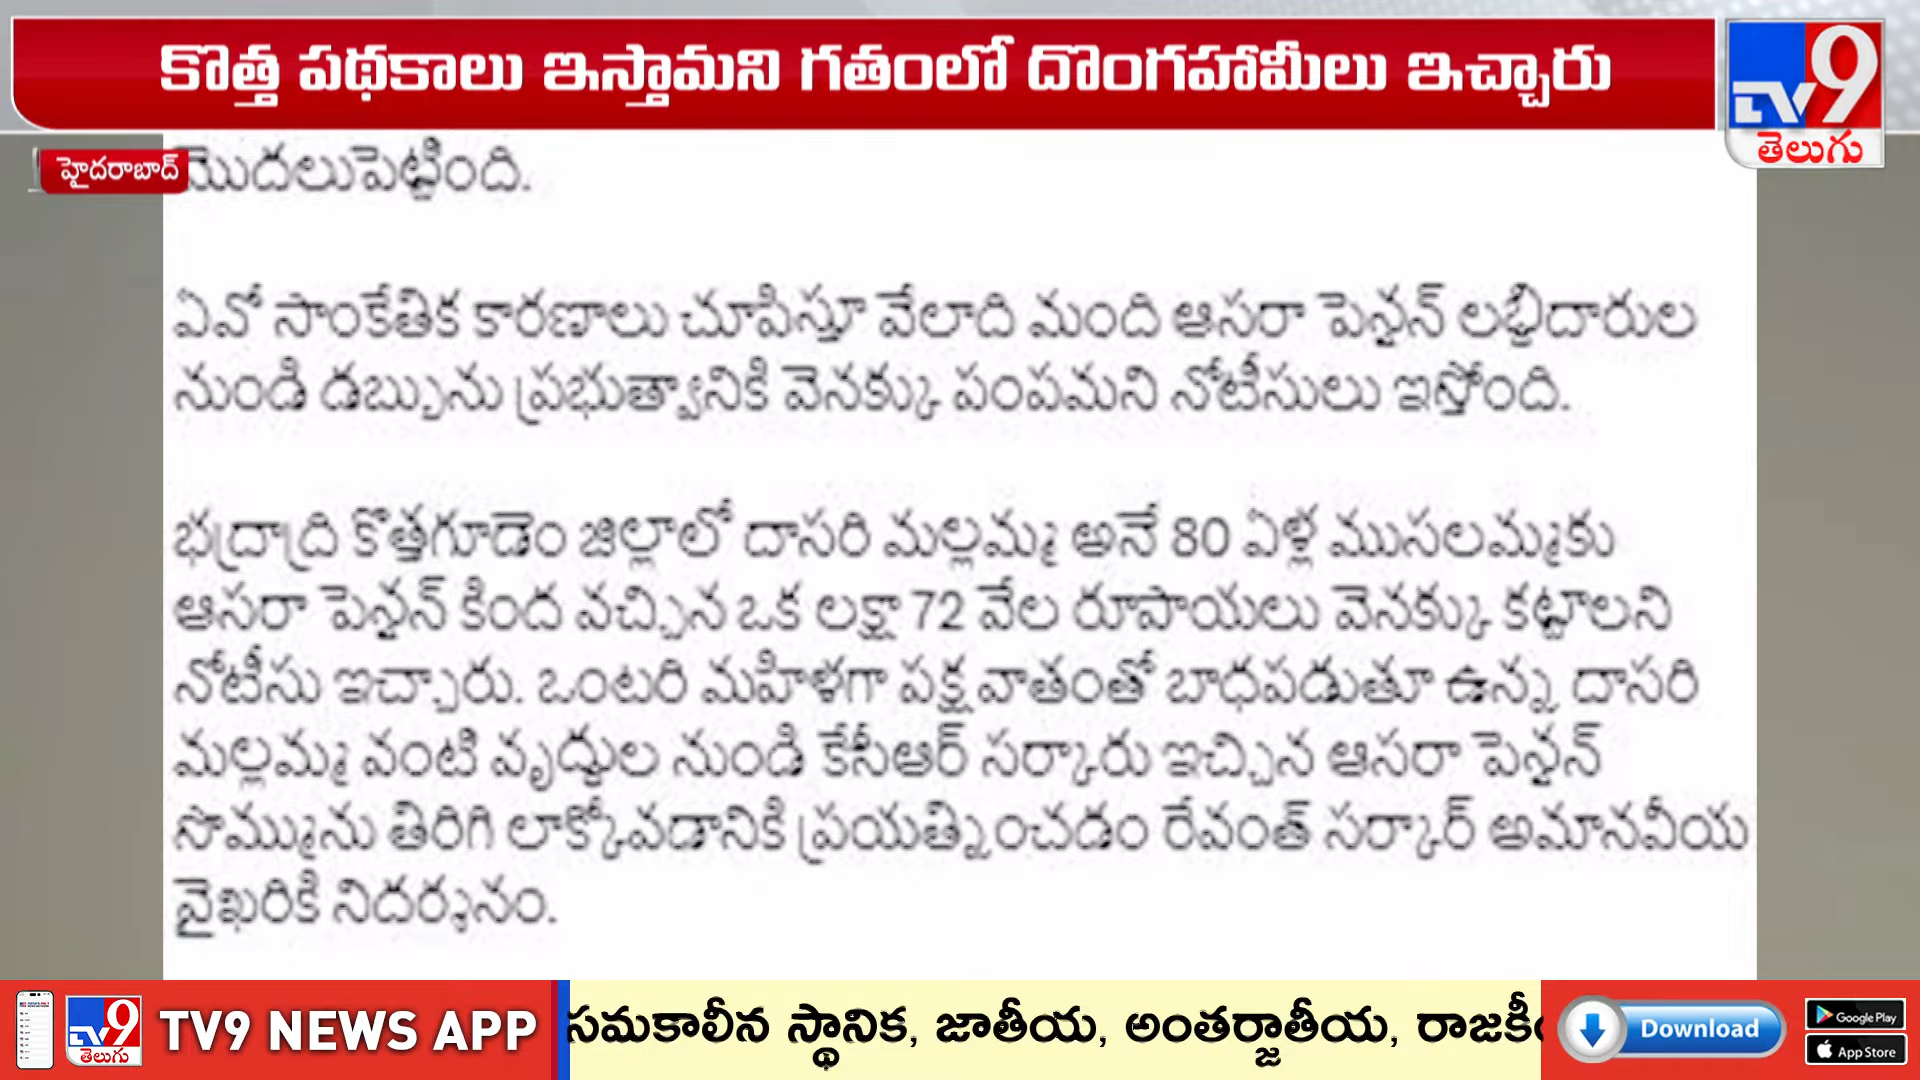 కొత్త పథకాలు ఇస్తామని గతంలో దొంగహామీలు ఇచ్చారు
TV9
తెలుగు
హైదరాబాద్
మొదలుపెట్టింది.
ఏవో సాంకేతిక కారణాలు చూపిస్తూ వేలాది మంది ఆసరా పెన్షన్ లబ్ధిదారుల
నుండి డబ్బును ప్రభుత్వానికి వెనక్కు పంపమని నోటీసులు ఇస్తోంది.
భద్రాద్రి కొత్తగూడెం జిల్లాలో దాసరి మల్లమ్మ అనే 80 ఏళ్ల ముసలమ్మకు
ఆసరా పెన్షన్ కింద వచ్చిన ఒక లక్షా 72 వేల రూపాయలు వెనక్కు కట్టాలని
నోటీసు ఇచ్చారు. ఒంటరి మహిళగా పక్షవాతంతో బాధపడుతూ ఉన్న దాసరి
మల్లమ్మ వంటి వృద్ధుల నుండి కేసీఆర్ సర్కారు ఇచ్చిన ఆసరా పెన్షన్
సొమ్మును తిరిగి లాక్కోవడానికి ప్రయత్నించడం రేవంత్ సర్కార్ అమానవీయ
వైఖరికి నిదర్శనం.
TV9 తెలుగు TV9 NEWS APP సమకాలీన స్థానిక, జాతీయ, అంతర్జాతీయ, రాజకీ Download Google Play
App Store